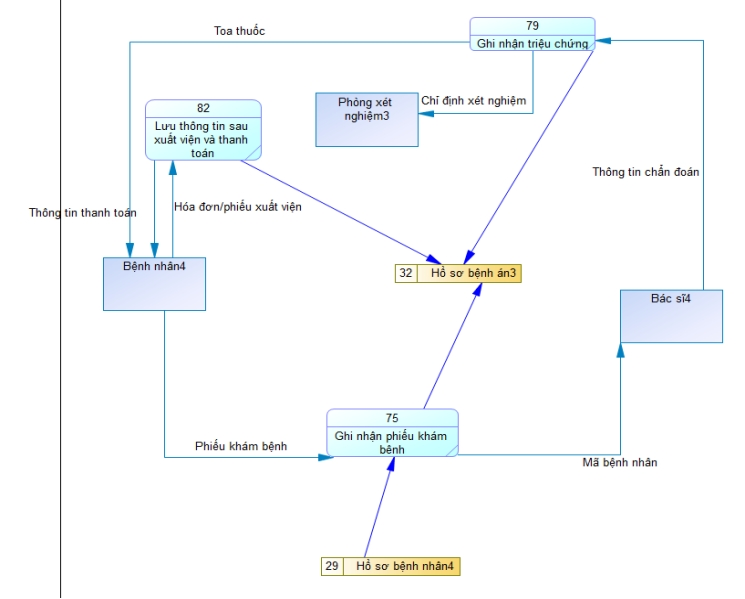 Toa thuốc
79
Ghi nhận triệu chứng
Phòng xét
nghiệm3
Chĩ định xét nghiệm
82
Lưu thông tin sau
xuất viện và thanh
toán
Thông tin chẩn đoán
Thông tin thanh toán
Hóa đơn/phiếu xuất viện
Bệnh nhân4
32
Hồ sơ bệnh án3
Bác sĩ4
75
Ghi nhận phiếu khám
bệnh
Phiếu khám bệnh
Mã bệnh nhân
29
Hồ sơ bệnh nhân4